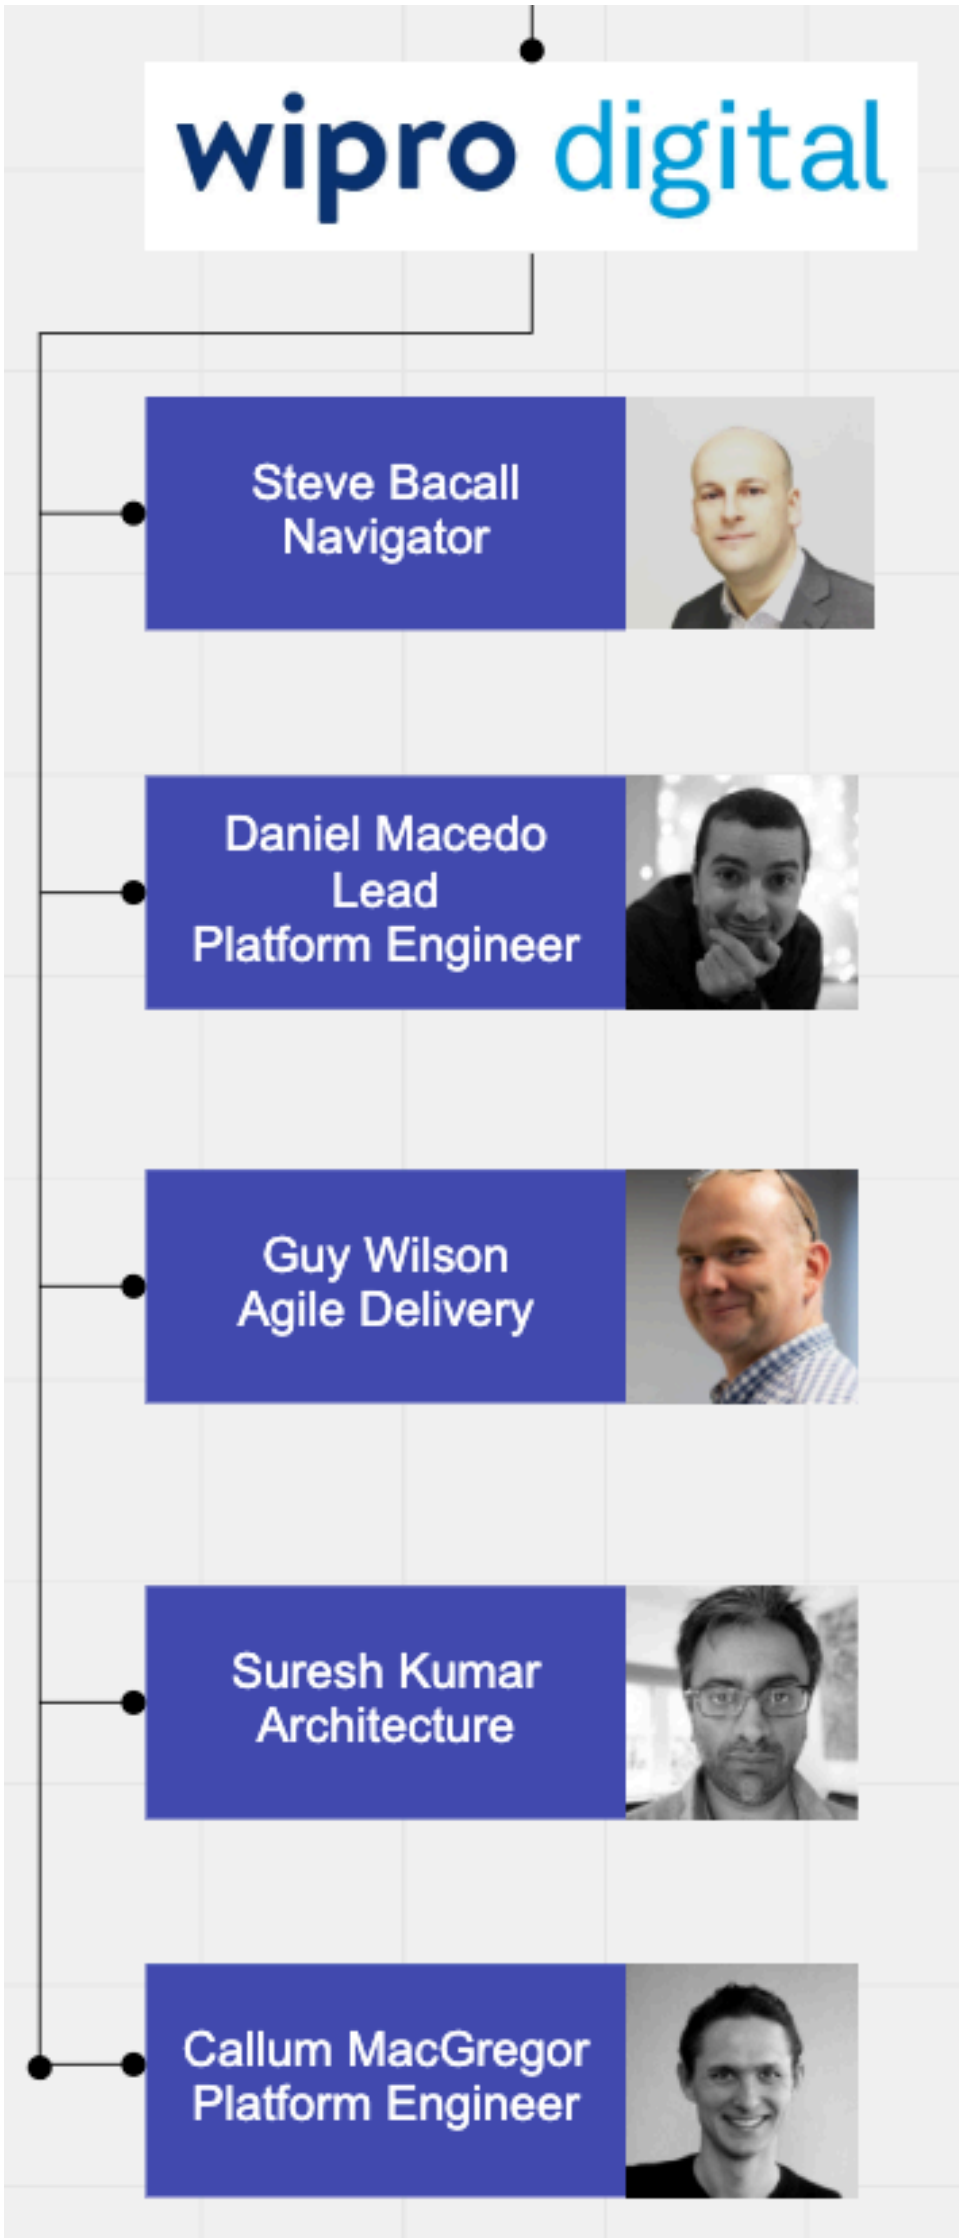 wipro digital
Steve Bacall
Navigator
Daniel Macedo
Lead
Platform Engineer
Guy Wilson
Agile Delivery
Suresh Kumar
Architecture
Callum MacGregor
Platform Engineer